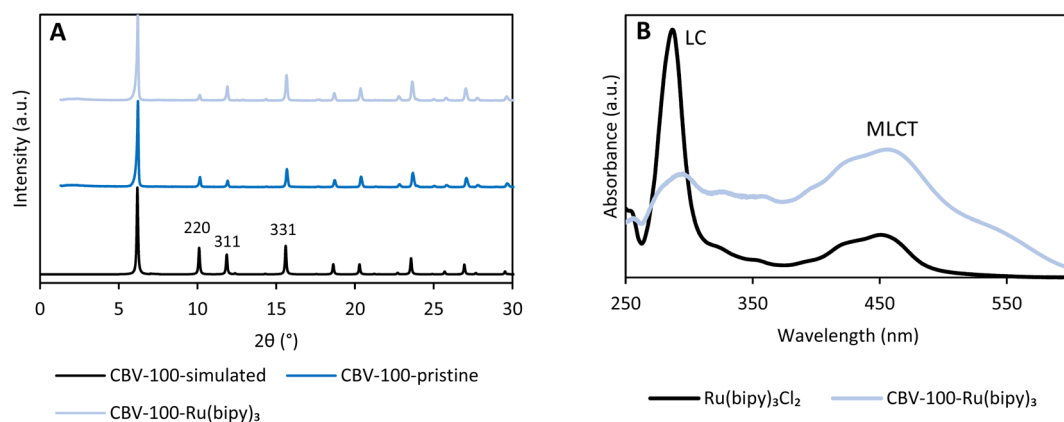 A
Intensity (a.u.)
220
311
331
0
5
10
15
20
25
30
2θ (°)
CBV-100-simulated
CBV-100-pristine
CBV-100-Ru(bipy)₃
B
LC
MLCT
Absorbance (a.u.)
250
350
450
550
Wavelength (nm)
Ru(bipy)₃Cl₂
CBV-100-Ru(bipy)₃